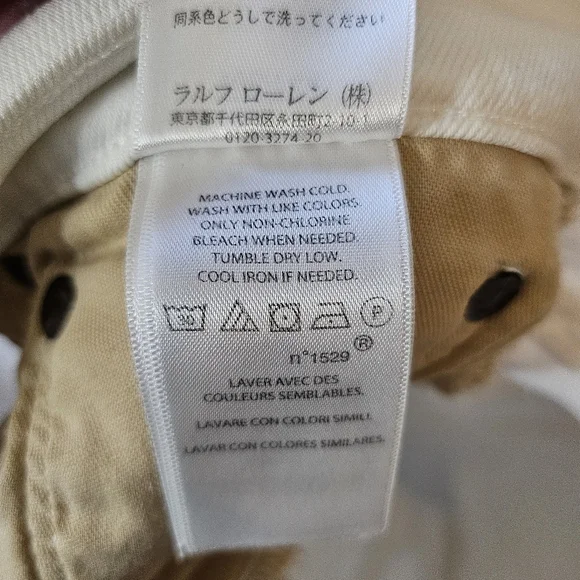 同系色どうしで洗ってください
ラルフ ローレン (株)
東京都千代田区永田町2-10-1
0120-3274-20
MACHINE WASH COLD.
WASH WITH LIKE COLORS.
ONLY NON-CHLORINE
BLEACH WHEN NEEDED.
TUMBLE DRY LOW.
COOL IRON IF NEEDED.
30 P
n°1529 ®
LAVER AVEC DES
COULEURS SEMBLABLES.
LAVARE CON COLORI SIMILI.
LAVAR CON COLORES SIMILARES.